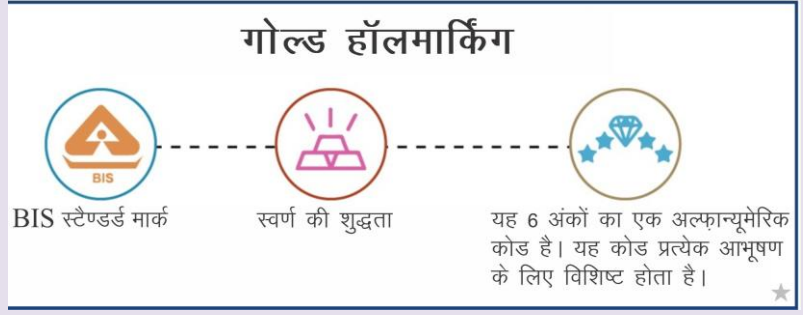 गोल्ड हॉलमार्किंग
BIS
BIS स्टैण्डर्ड मार्क
स्वर्ण की शुद्धता
यह 6 अंकों का एक अल्फ़ान्यूमेरिक
कोड है। यह कोड प्रत्येक आभूषण
के लिए विशिष्ट होता है।